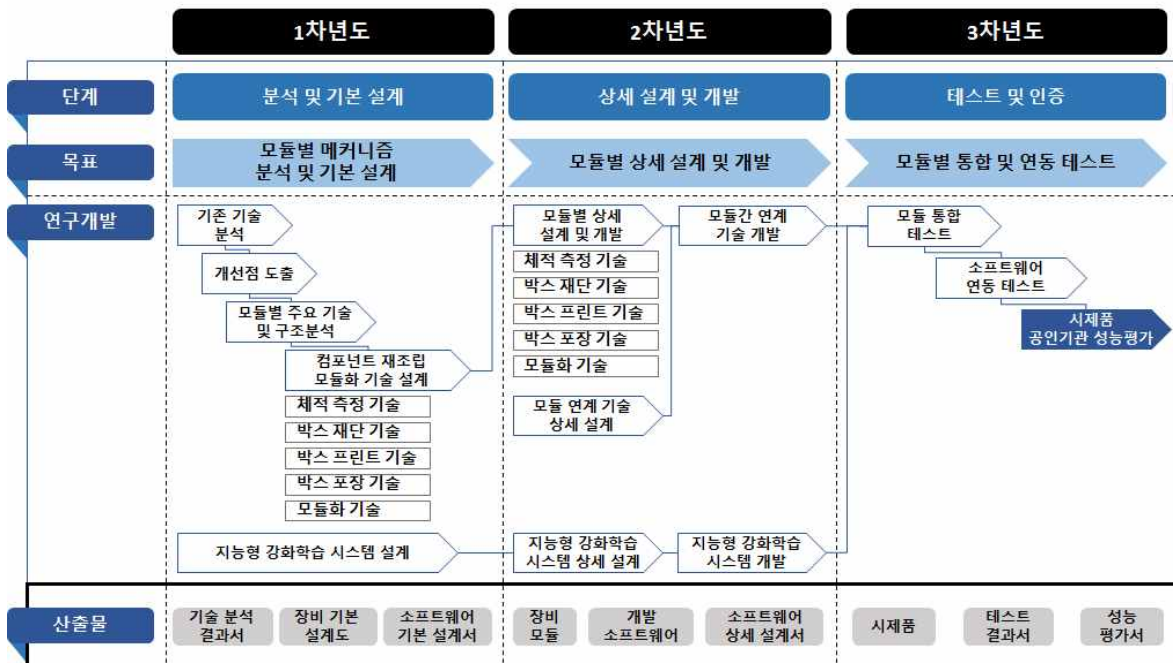 1차년도
2차년도
3차년도
단계
분석 및 기본 설계
상세 설계 및 개발
테스트 및 인증
목표
모듈별 메커니즘
분석 및 기본 설계
모듈별 상세 설계 및 개발
모듈별 통합 및 연동 테스트
연구개발
기존 기술
분석
개선점 도출
모듈별 주요 기술
및 구조분석
컴포넌트 재조립
모듈화 기술 설계
체적 측정 기술
박스 재단 기술
박스 프린트 기술
박스 포장 기술
모듈화 기술
지능형 강화학습 시스템 설계
모듈별 상세
설계 및 개발
체적 측정 기술
박스 재단 기술
박스 프린트 기술
박스 포장 기술
모듈화 기술
모듈 연계 기술
상세 설계
모듈간 연계
기술 개발
지능형 강화학습
시스템 상세 설계
지능형 강화학습
시스템 개발
모듈 통합
테스트
소프트웨어
연동 테스트
시제품
공인기관 성능평가
산출물
기술 분석
결과서
장비 기본
설계도
소프트웨어
기본 설계서
장비
모듈
개발
소프트웨어
소프트웨어
상세 설계서
시제품
테스트
결과서
성능
평가서